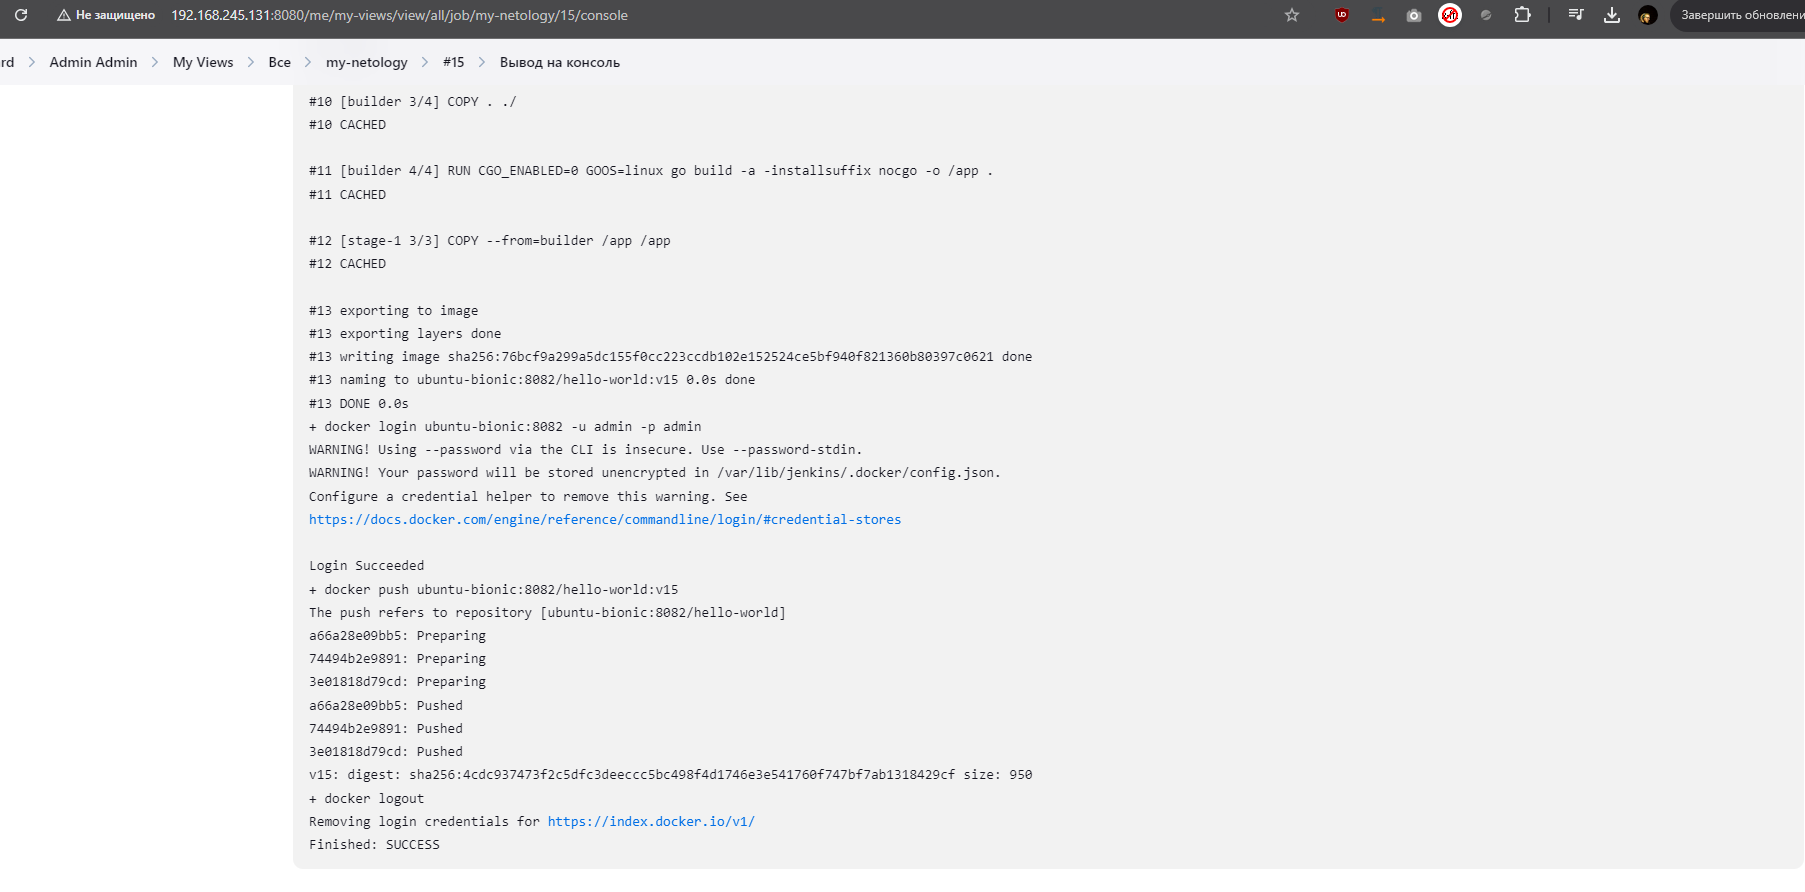 Не защищено 192.168.245.131:8080/me/my-views/view/all/job/my-netology/15/console Завершить обновлени
rd > Admin Admin > My Views > Все > my-netology > #15 > Вывод на консоль
#10 [builder 3/4] COPY . ./
#10 CACHED
#11 [builder 4/4] RUN CGO_ENABLED=0 GOOS=linux go build -a -installsuffix nocgo -o /app .
#11 CACHED
#12 [stage-1 3/3] COPY --from=builder /app /app
#12 CACHED
#13 exporting to image
#13 exporting layers done
#13 writing image sha256:76bcf9a299a5dc155f0cc223ccdb102e152524ce5bf940f821360b80397c0621 done
#13 naming to ubuntu-bionic:8082/hello-world:v15 0.0s done
#13 DONE 0.0s
+ docker login ubuntu-bionic:8082 -u admin -p admin
WARNING! Using --password via the CLI is insecure. Use --password-stdin.
WARNING! Your password will be stored unencrypted in /var/lib/jenkins/.docker/config.json.
Configure a credential helper to remove this warning. See
https://docs.docker.com/engine/reference/commandline/login/#credential-stores
Login Succeeded
+ docker push ubuntu-bionic:8082/hello-world:v15
The push refers to repository [ubuntu-bionic:8082/hello-world]
a66a28e09bb5: Preparing
74494b2e9891: Preparing
3e01818d79cd: Preparing
a66a28e09bb5: Pushed
74494b2e9891: Pushed
3e01818d79cd: Pushed
v15: digest: sha256:4cdc937473f2c5dfc3deeccc5bc498f4d1746e3e541760f747bf7ab1318429cf size: 950
+ docker logout
Removing login credentials for https://index.docker.io/v1/
Finished: SUCCESS